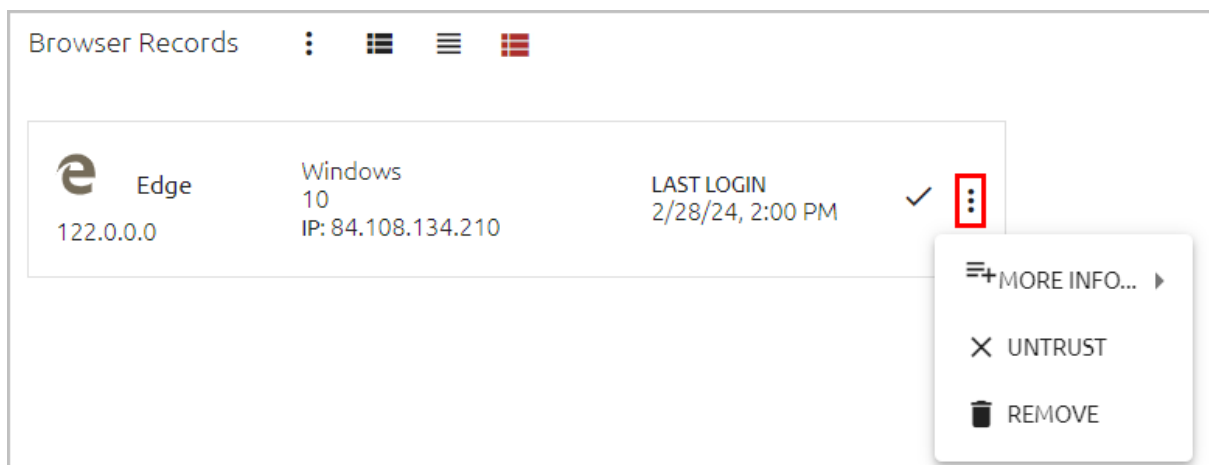 Browser Records
Edge
122.0.0.0
Windows
10
IP: 84.108.134.210
LAST LOGIN
2/28/24, 2:00 PM
MORE INFO...
UNTRUST
REMOVE